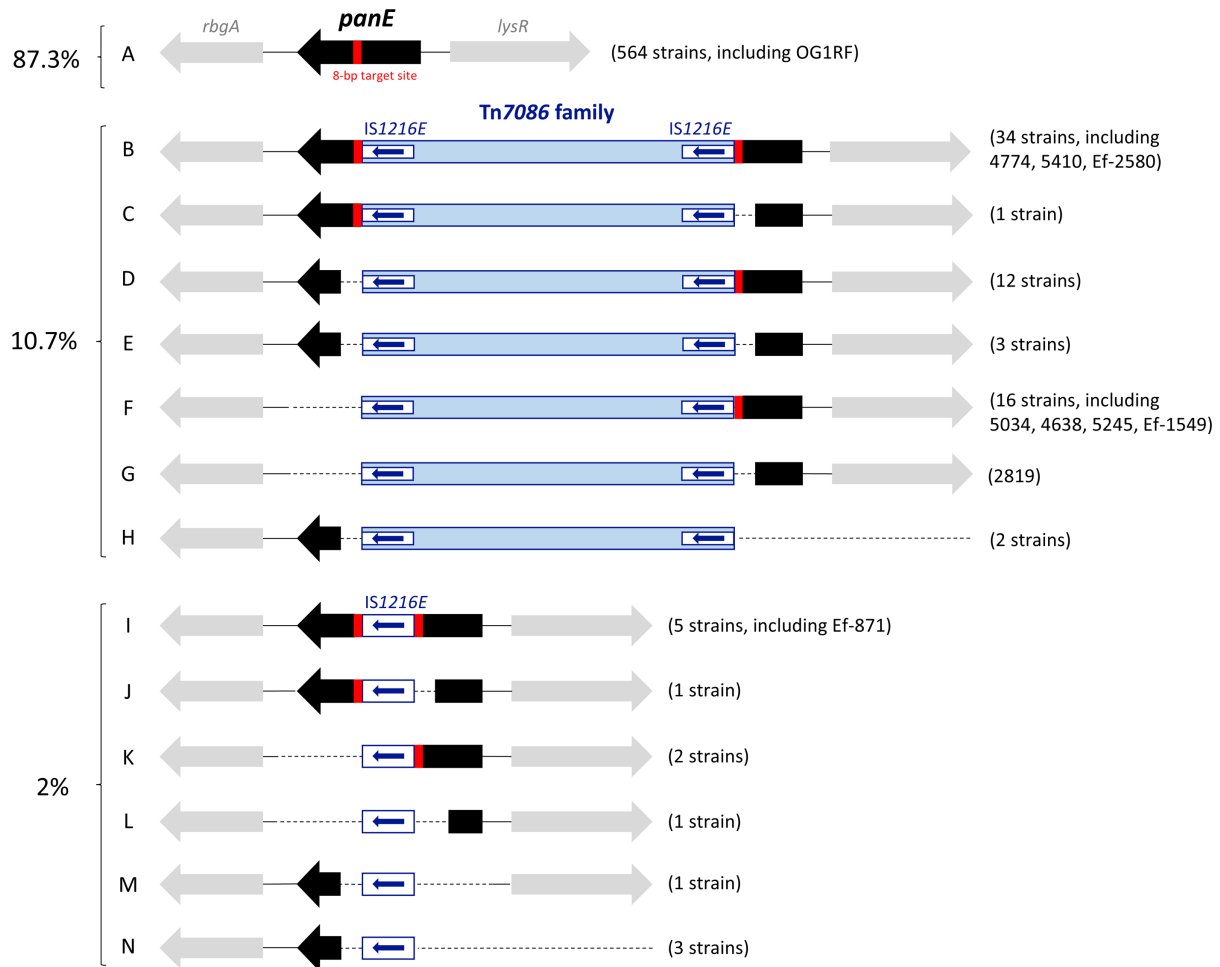 rbgA
panE
lysR
87.3%
A
(564 strains, including OG1RF)
8-bp target site
Tn7086 family
IS1216E
IS1216E
B
(34 strains, including
4774, 5410, Ef-2580)
C
(1 strain)
D
(12 strains)
10.7%
E
(3 strains)
F
(16 strains, including
5034, 4638, 5245, Ef-1549)
G
(2819)
H
(2 strains)
IS1216E
I
(5 strains, including Ef-871)
J
(1 strain)
K
(2 strains)
2%
L
(1 strain)
M
(1 strain)
N
(3 strains)